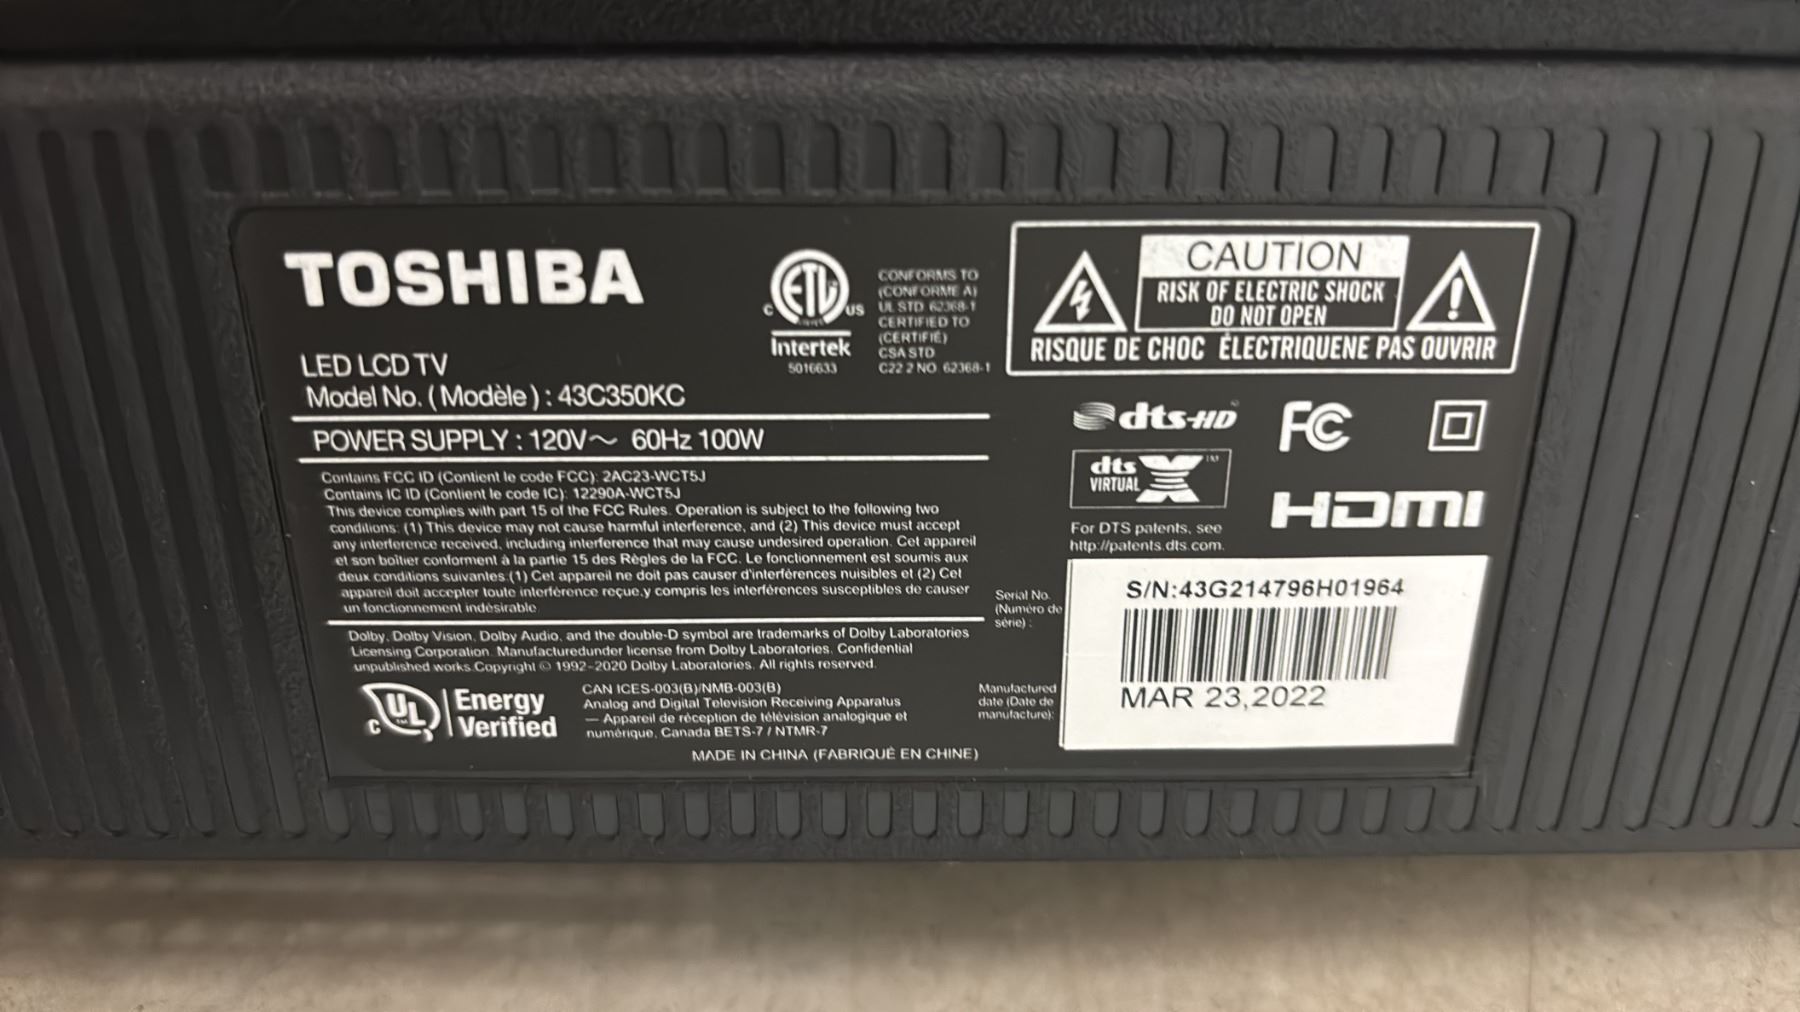 TOSHIBA
LED LCD TV
Model No. (Modèle) : 43C350KC
POWER SUPPLY : 120V～ 60Hz 100W
Contains FCC ID (Contient le code FCC): 2AC23-WCT5J
Contains IC ID (Contient le code IC): 12290A-WCT5J
This device complies with part 15 of the FCC Rules. Operation is subject to the following two
conditions: (1) This device may not cause harmful interference, and (2) This device must accept
any interference received, including interference that may cause undesired operation. Cet appareil
et son boîtier conforment à la partie 15 des Règles de la FCC. Le fonctionnement est soumis aux
deux conditions suivantes:(1) Cet appareil ne doit pas causer d'interférences nuisibles et (2) Cet
appareil doit accepter toute interférence reçue,y compris les interférences susceptibles de causer
un fonctionnement indésirable
Dolby, Dolby Vision, Dolby Audio, and the double-D symbol are trademarks of Dolby Laboratories
Licensing Corporation. Manufacturedunder license from Dolby Laboratories. Confidential
unpublished works.Copyright © 1992-2020 Dolby Laboratories. All rights reserved.
C UL
Energy
Verified
CAN ICES-003(B)/NMB-003(B)
Analog and Digital Television Receiving Apparatus
— Appareil de réception de télévision analogique et
numérique, Canada BETS-7 / NTMR-7
MADE IN CHINA (FABRIQUÉ EN CHINE)
C ETL US
Intertek
5016633
CONFORMS TO
(CONFORME A)
UL STD 62368-1
CERTIFIED TO
(CERTIFIÉ)
CSA STD
C22 2 NO 62368-1
CAUTION
RISK OF ELECTRIC SHOCK
DO NOT OPEN
RISQUE DE CHOC ÉLECTRIQUENE PAS OUVRIR
dts-HD
FC
dts
VIRTUAL X TM
HDMI
For DTS patents, see
http://patents.dts.com.
Serial No.
(Numéro de
série) :
S/N:43G214796H01964
Manufactured
date (Date de
manufacture):
MAR 23,2022